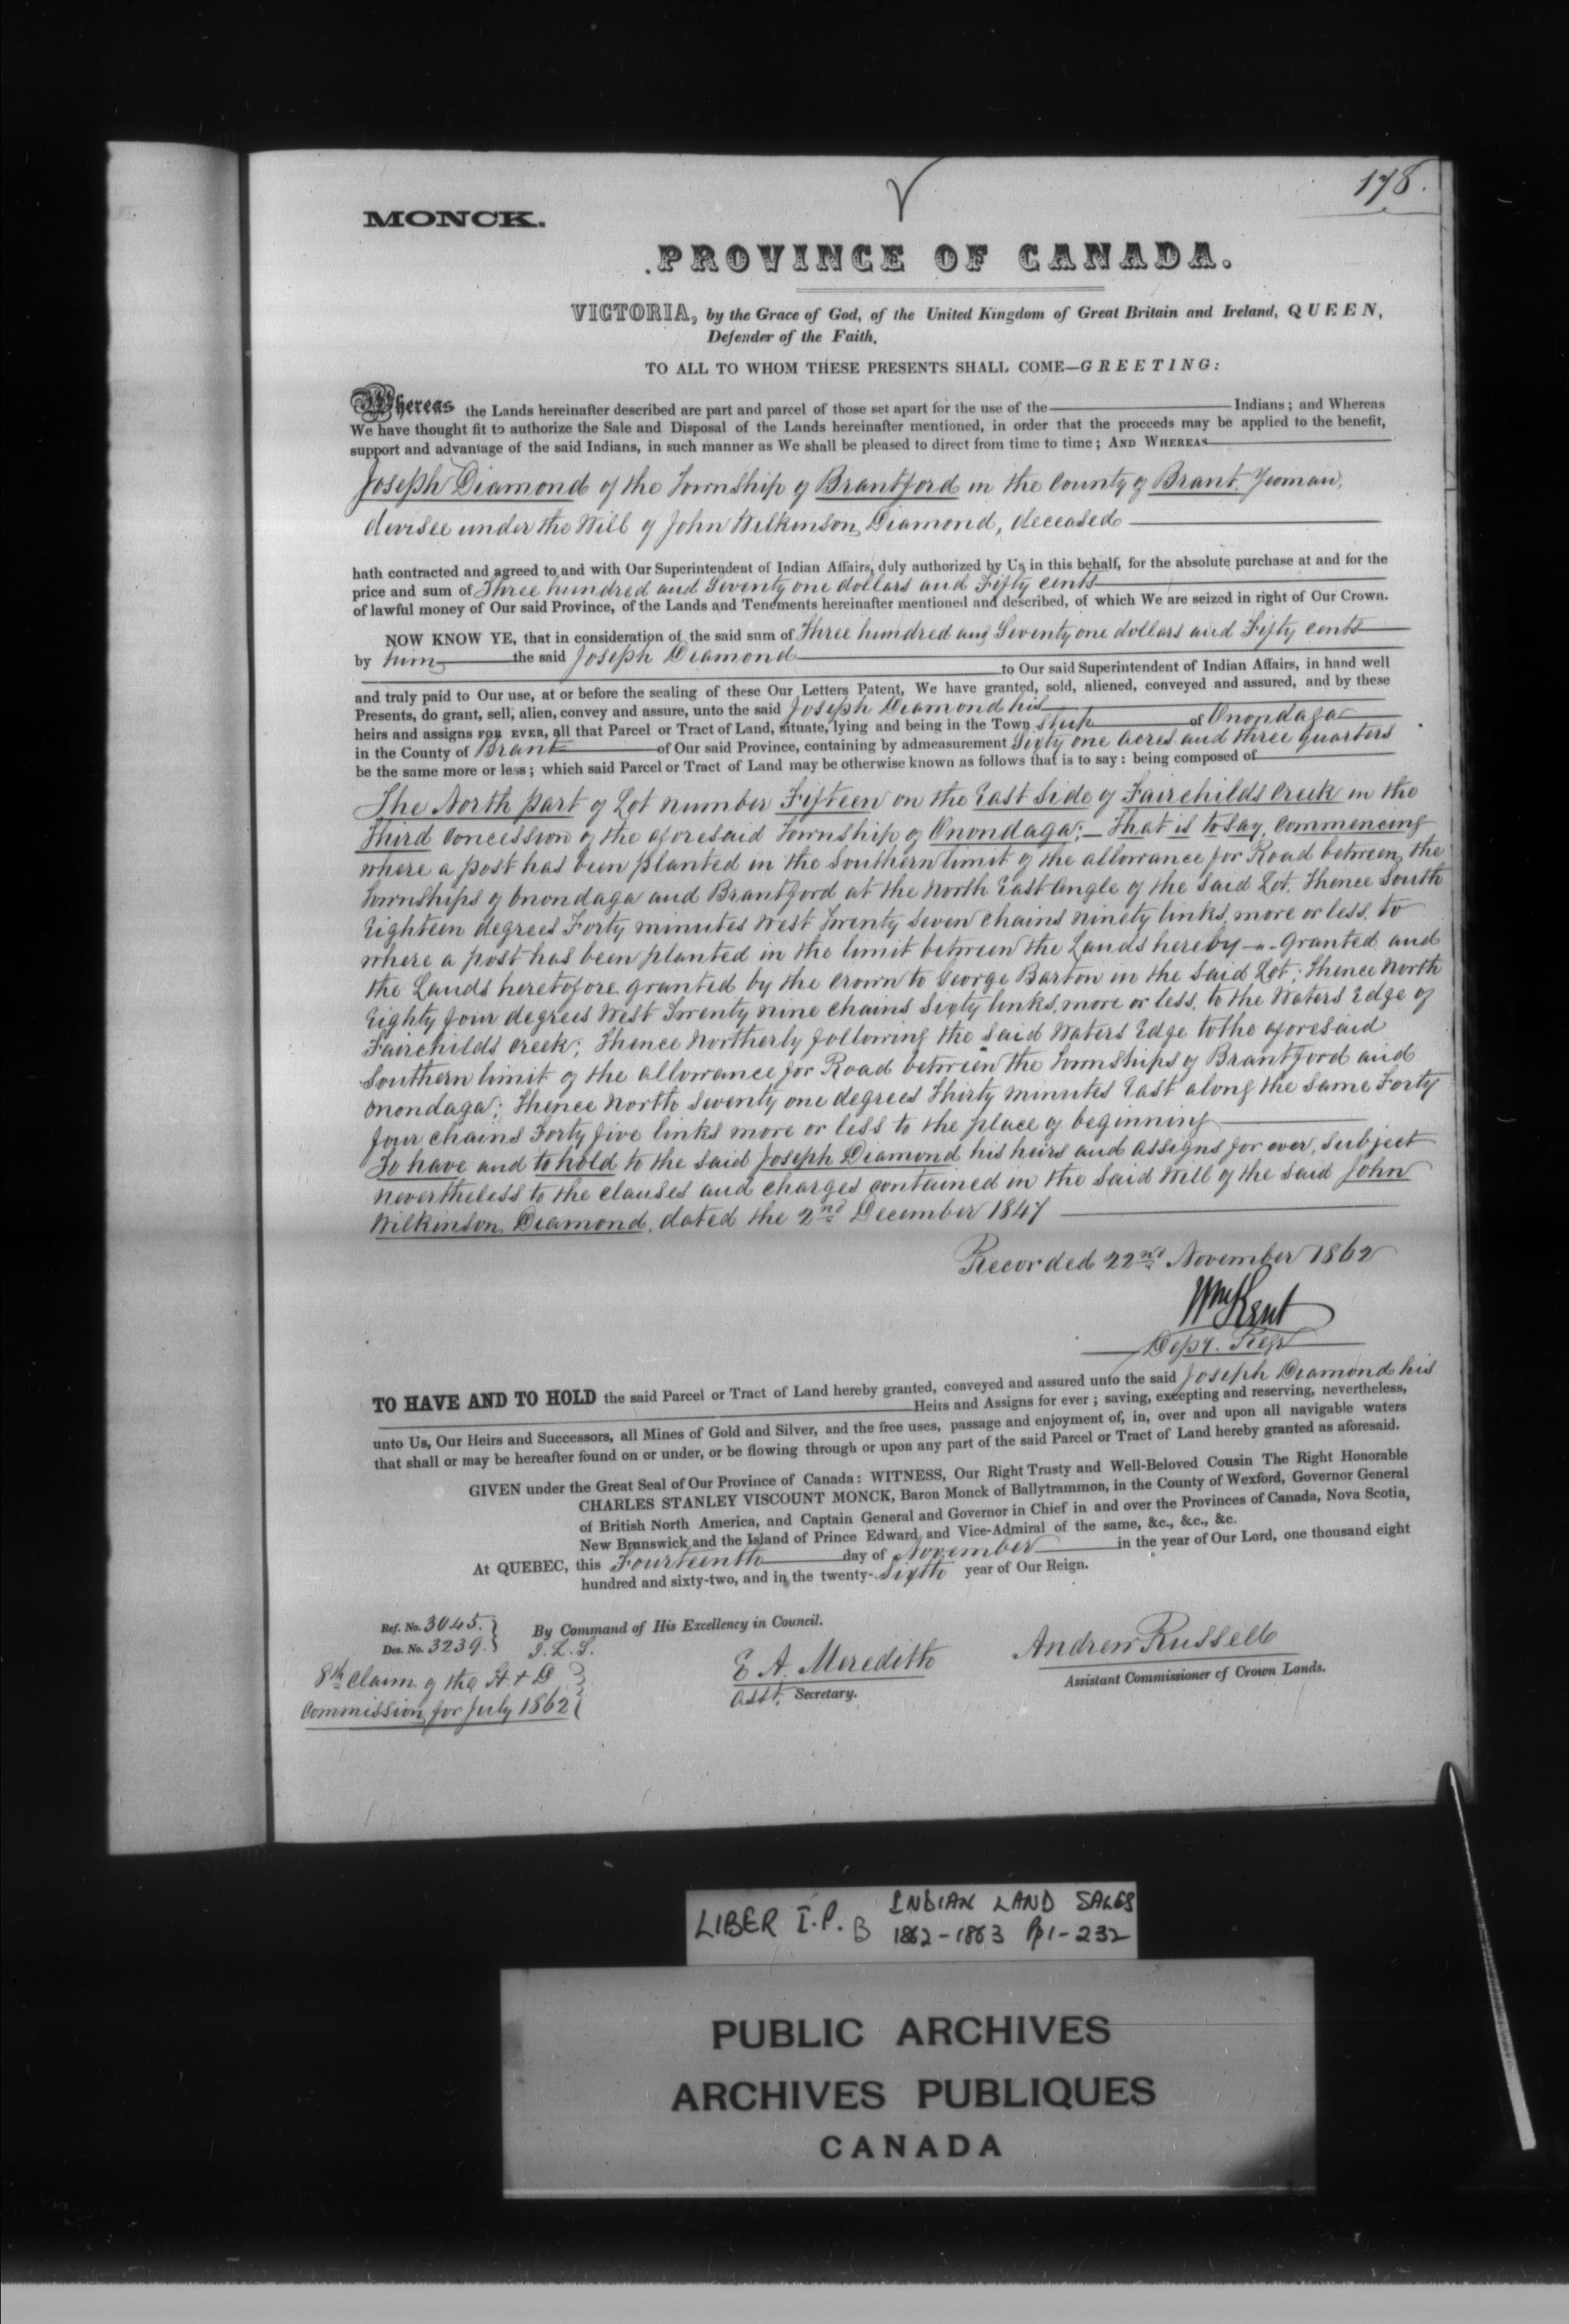 178.
MONCK.
PROVINCE OF CANADA.
VICTORIA, by the Grace of God, of the United Kingdom of Great Britain and Ireland, QUEEN,
Defender of the Faith,
TO ALL TO WHOM THESE PRESENTS SHALL COME—GREETING:
Whereas the Lands hereinafter described are part and parcel of those set apart for the use of the Indians; and Whereas
We have thought fit to authorize the Sale and Disposal of the Lands hereinafter mentioned, in order that the proceeds may be applied to the benefit,
support and advantage of the said Indians, in such manner as We shall be pleased to direct from time to time; AND WHEREAS
Joseph Diamond of the Township of Brantford in the County of Brant, Yeoman,
devisee under the Will of John Wilkinson Diamond, deceased
hath contracted and agreed to and with Our Superintendent of Indian Affairs, duly authorized by Us in this behalf, for the absolute purchase at and for the
price and sum of Three hundred and Seventy one dollars and Fifty cents
of lawful money of Our said Province, of the Lands and Tenements hereinafter mentioned and described, of which We are seized in right of Our Crown.
NOW KNOW YE, that in consideration of the said sum of Three hundred and Seventy one dollars and Fifty cents
by him the said Joseph Diamond
to Our said Superintendent of Indian Affairs, in hand well
and truly paid to Our use, at or before the sealing of these Our Letters Patent, We have granted, sold, aliened, conveyed and assured, and by these
Presents, do grant, sell, alien, convey and assure, unto the said Joseph Diamond his
heirs and assigns FOR EVER, all that Parcel or Tract of Land, situate, lying and being in the Town ship of Onondaga
in the County of Brant of Our said Province, containing by admeasurement Sixty one acres and three quarters
be the same more or less; which said Parcel or Tract of Land may be otherwise known as follows that is to say: being composed of
The North part of Lot number Fifteen on the East Side of Fairchilds Creek in the
Third Concession of the aforesaid Township of Onondaga; – That is to say, Commencing
where a post has been planted in the Southern limit of the allowance for Road between the
Townships of Onondaga and Brantford at the North East Angle of the said Lot, Thence South
Eighteen degrees Forty minutes West Twenty Seven chains ninety links, more or less, to
where a post has been planted in the limit between the Lands hereby - a - granted and
the Lands heretofore granted by the Crown to George Barton in the said Lot; Thence North
Eighty four degrees West Twenty nine chains Sixty links, more or less, to the Waters Edge of
Fairchilds Creek; Thence Northerly following the said Waters Edge to the aforesaid
Southern limit of the allowance for Road between the Townships of Brantford and
Onondaga; Thence North Seventy one degrees Thirty minutes East along the same Forty
four chains Forty five links more or less to the place of beginning
To have and to hold to the said Joseph Diamond his heirs and assigns for ever, Subject
nevertheless to the clauses and charges contained in the said Will of the said John
Wilkinson Diamond, dated the 2nd December 1847
Recorded 22nd November 1862
Wm Kent
Depy. Regr
TO HAVE AND TO HOLD the said Parcel or Tract of Land hereby granted, conveyed and assured unto the said Joseph Diamond his
Heirs and Assigns for ever; saving, excepting and reserving, nevertheless,
unto Us, Our Heirs and Successors, all Mines of Gold and Silver, and the free uses, passage and enjoyment of, in, over and upon all navigable waters
that shall or may be hereafter found on or under, or be flowing through or upon any part of the said Parcel or Tract of Land hereby granted as aforesaid.
GIVEN under the Great Seal of Our Province of Canada: WITNESS, Our Right Trusty and Well-Beloved Cousin The Right Honorable
CHARLES STANLEY VISCOUNT MONCK, Baron Monck of Ballytrammon, in the County of Wexford, Governor General
of British North America, and Captain General and Governor in Chief in and over the Provinces of Canada, Nova Scotia,
New Brunswick and the Island of Prince Edward, and Vice-Admiral of the same, &c., &c., &c.
At QUEBEC, this Fourteenth day of November in the year of Our Lord, one thousand eight
hundred and sixty-two, and in the twenty-Sixth year of Our Reign.
Ref. No. 3045.
Des. No. 3239.
By Command of His Excellency in Council.
I. L. S.
8th Claim of the H. & D.
Commission for July 1862
E A. Meredith
Asst. Secretary.
Andrew Russell
Assistant Commissioner of Crown Lands.
LIBER I.P. B INDIAN LAND SALES
1862-1863 Pp 1-232
PUBLIC ARCHIVES
ARCHIVES PUBLIQUES
CANADA